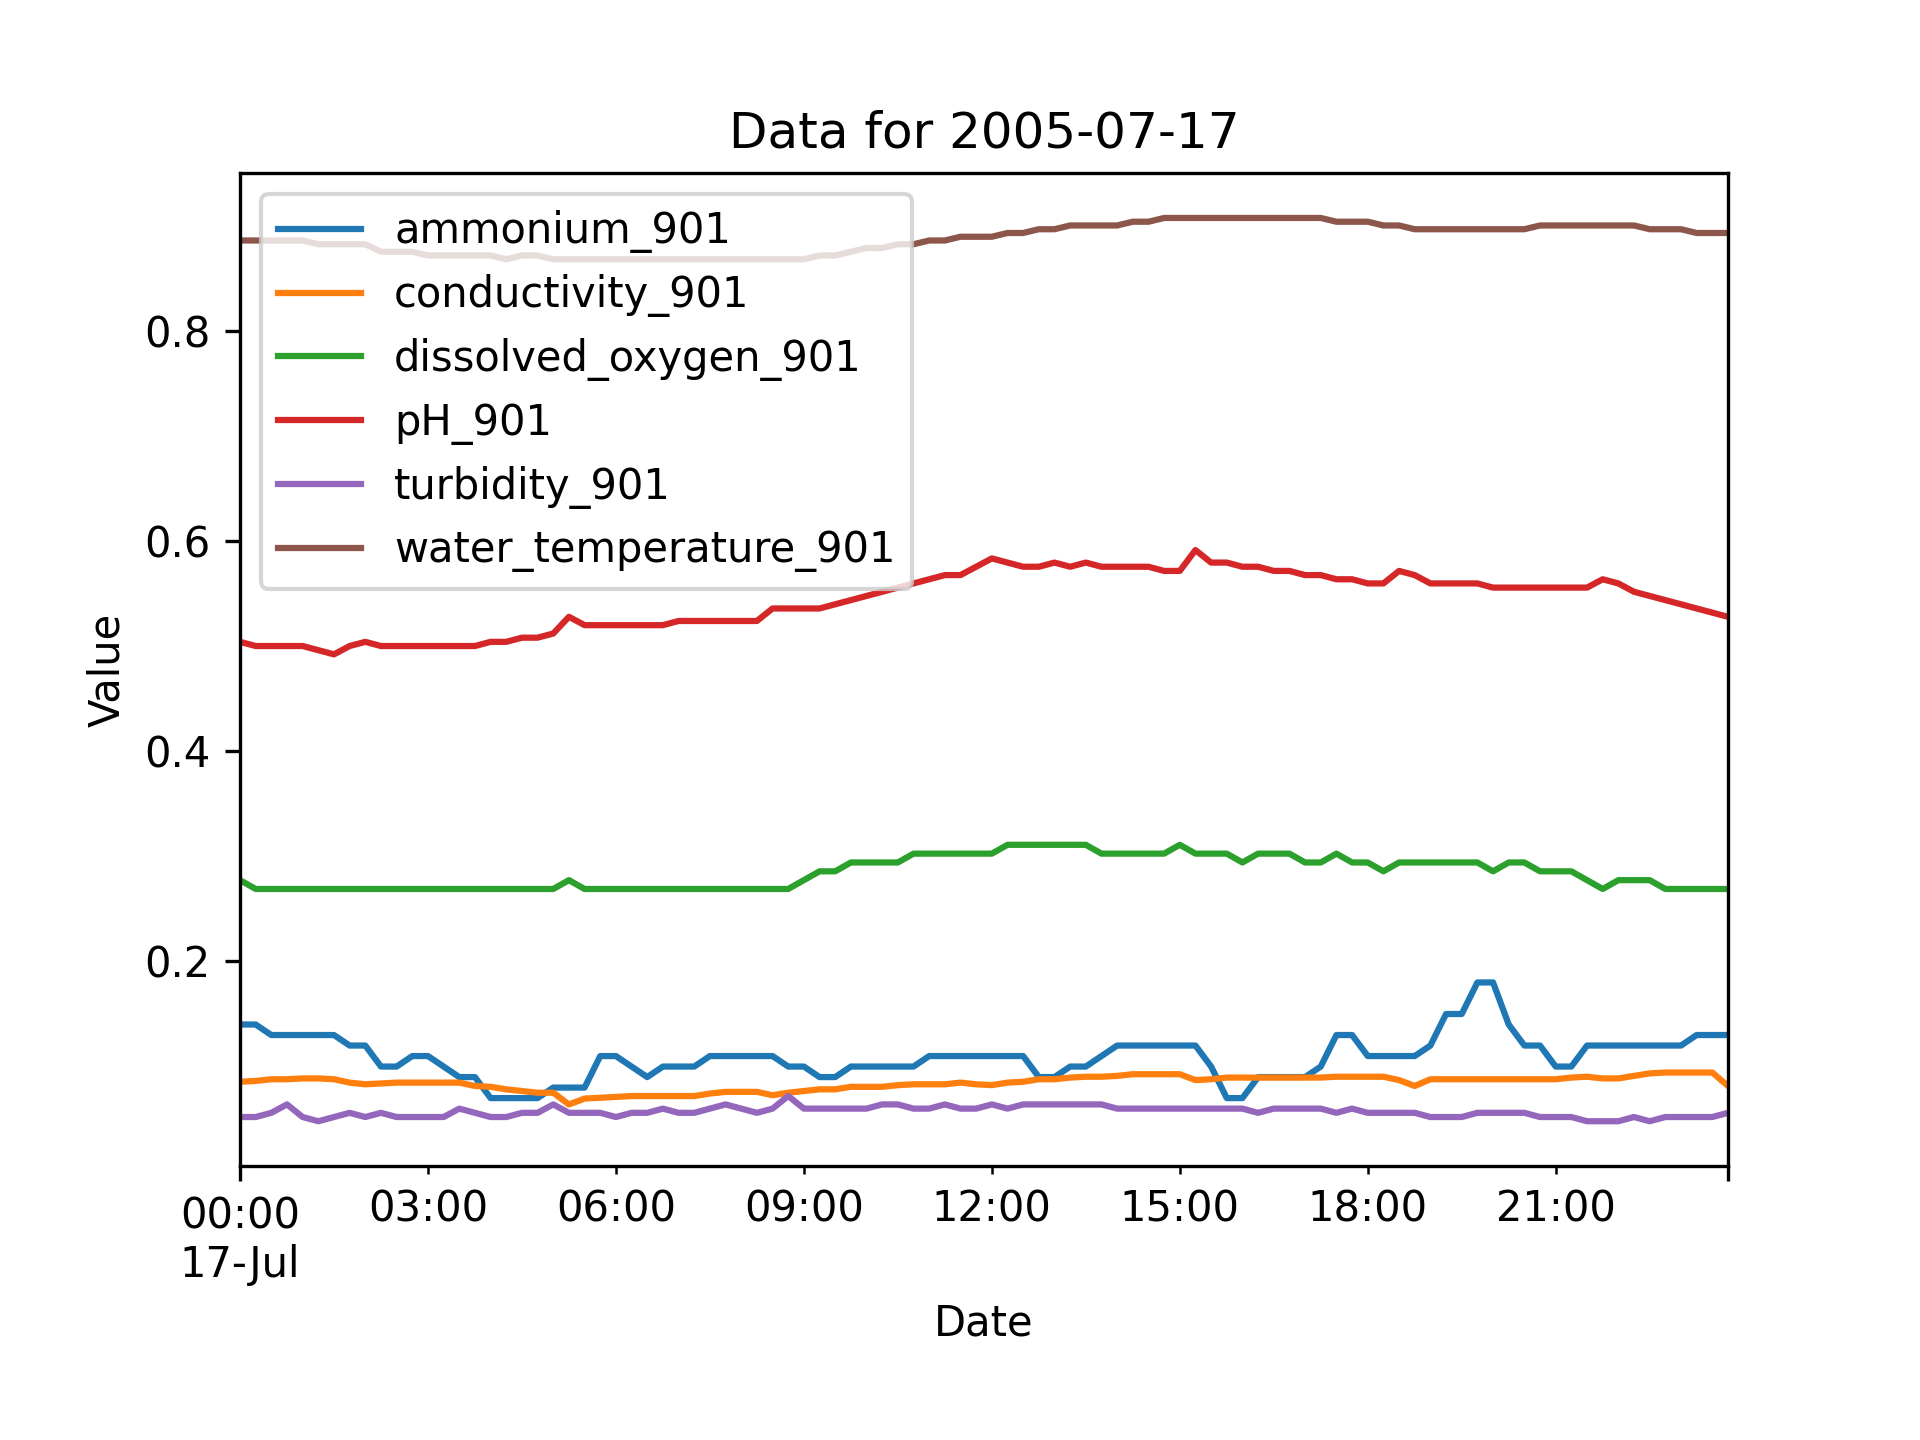 Data for 2005-07-17
ammonium_901
conductivity_901
dissolved_oxygen_901
pH_901
turbidity_901
water_temperature_901
0.8
0.6
0.4
0.2
Value
00:00 03:00 06:00 09:00 12:00 15:00 18:00 21:00
17-Jul
Date